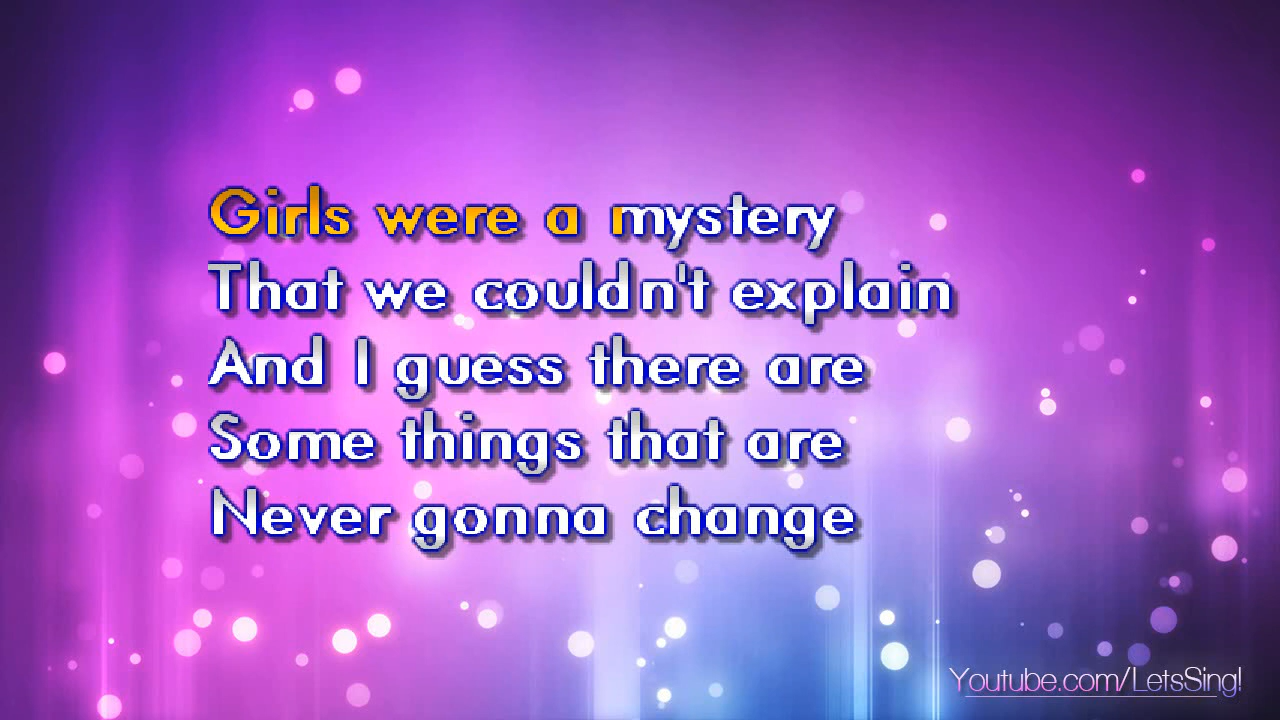 Girls were a mystery
That we couldn't explain
And I guess there are
Some things that are
Never gonna change
Youtube.com/LetsSing!